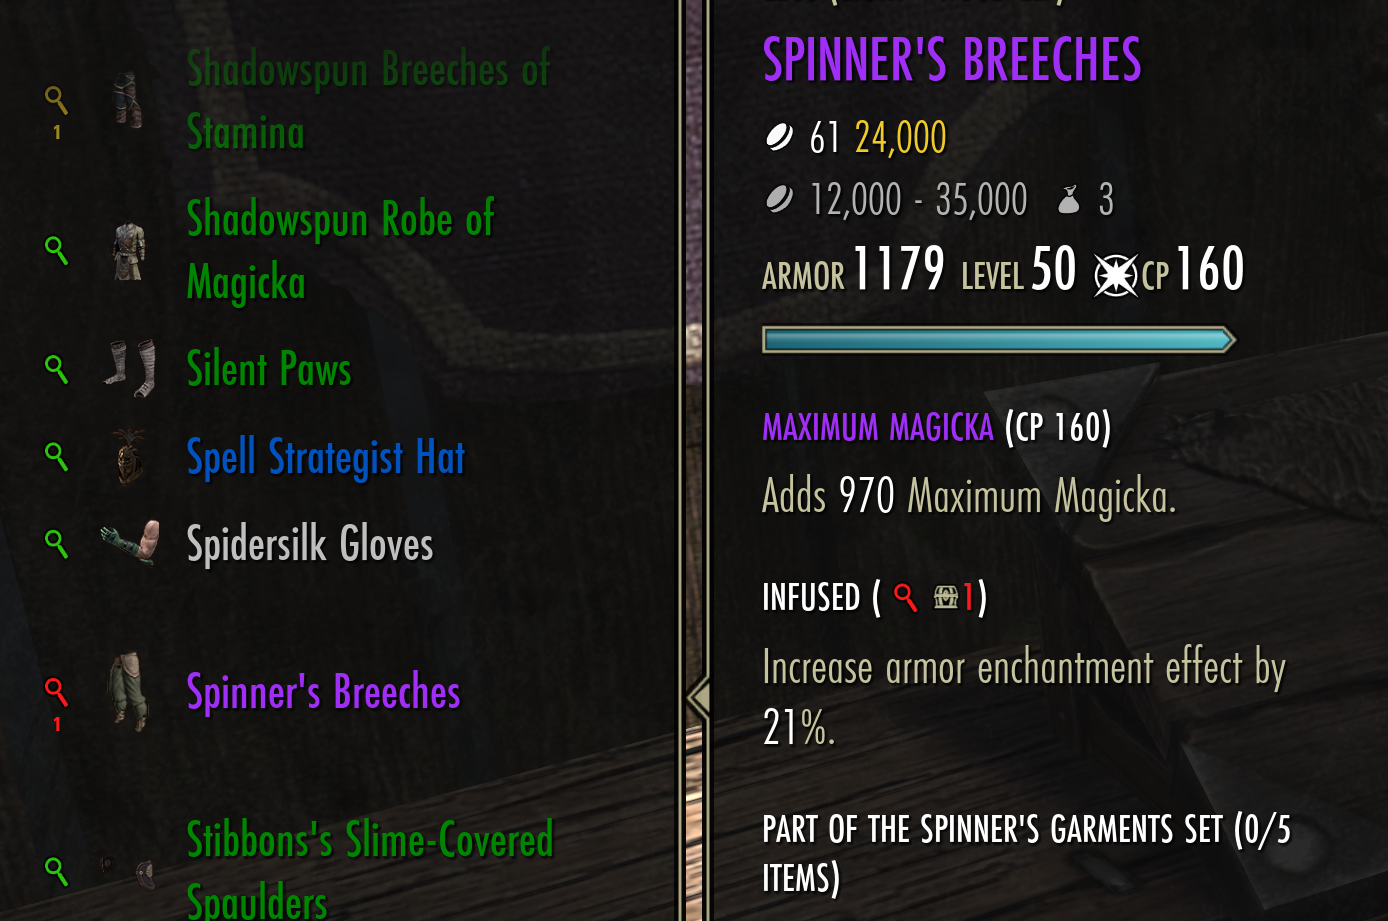 Shadowspun Breeches of
Stamina
1
Shadowspun Robe of
Magicka
Silent Paws
Spell Strategist Hat
Spidersilk Gloves
Spinner's Breeches
1
Stibbons's Slime-Covered
Spaulders
SPINNER'S BREECHES
61 24,000
12,000 - 35,000 3
ARMOR 1179 LEVEL 50 CP 160
MAXIMUM MAGICKA (CP 160)
Adds 970 Maximum Magicka.
INFUSED ( 1)
Increase armor enchantment effect by
21%.
PART OF THE SPINNER'S GARMENTS SET (0/5
ITEMS)